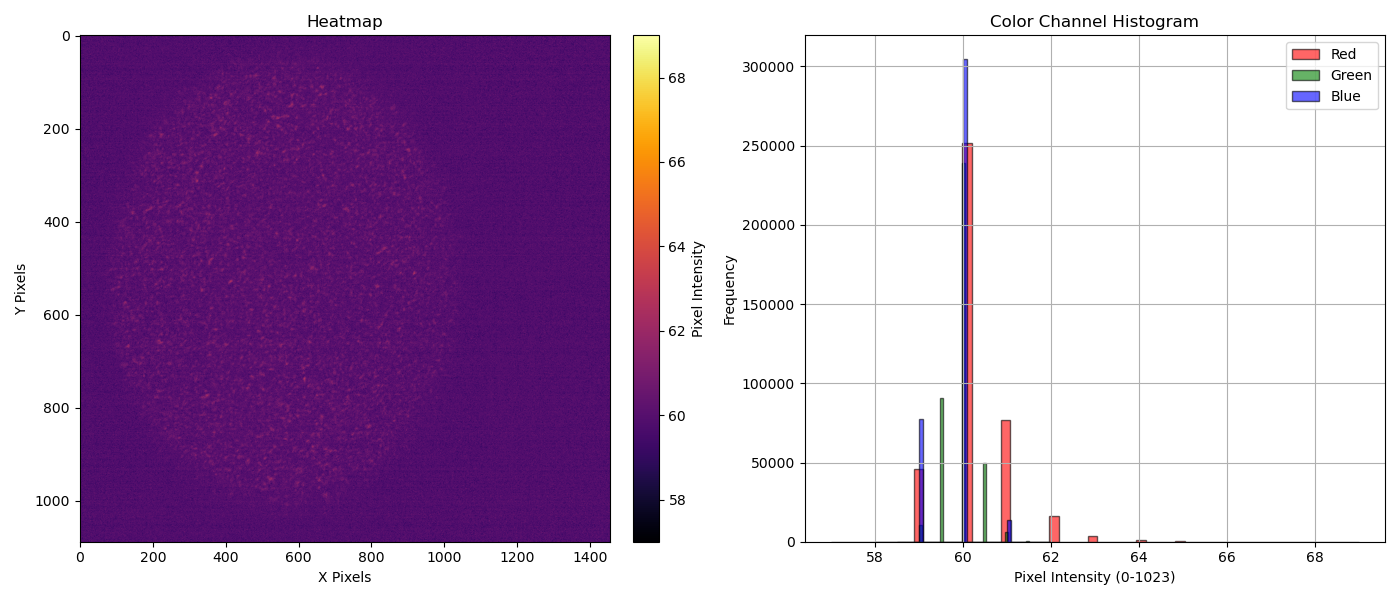 Heatmap
0
200
400
600
800
1000
Y Pixels
0 200 400 600 800 1000 1200 1400
X Pixels
68
66
64
62
60
58
Pixel Intensity
Color Channel Histogram
Red
Green
Blue
300000
250000
200000
150000
100000
50000
0
Frequency
58 60 62 64 66 68
Pixel Intensity (0-1023)